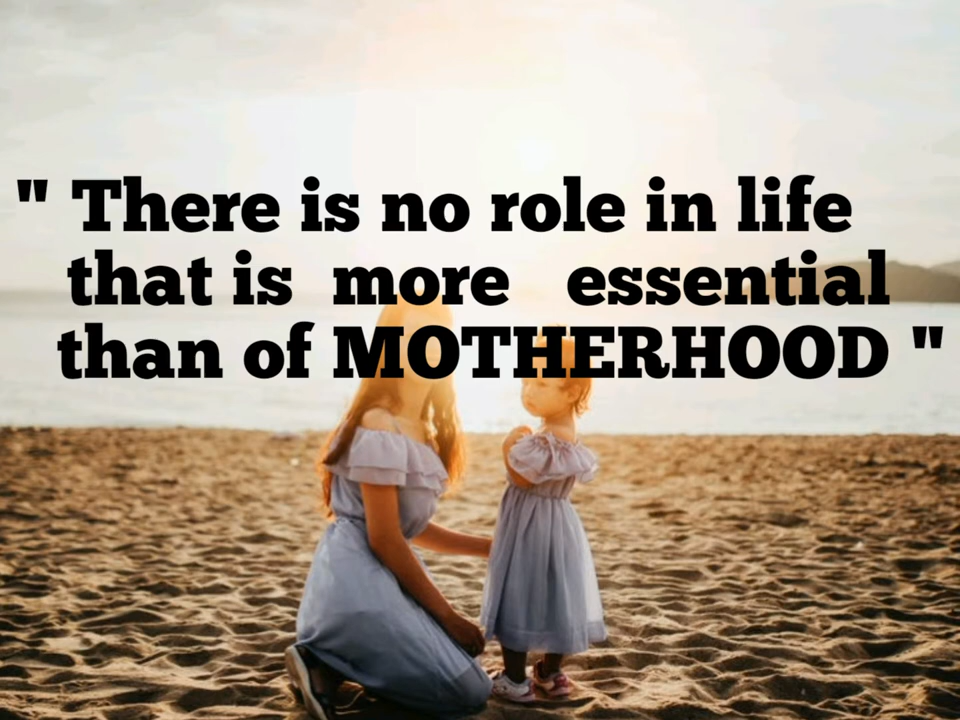 " There is no role in life
that is more essential
than of MOTHERHOOD "